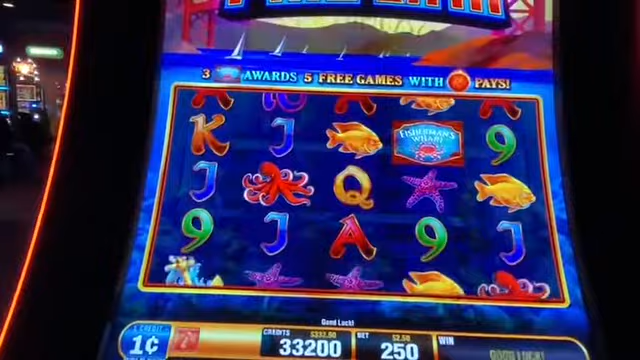 3 AWARDS 5 FREE GAMES WITH PAYS!
A 10 A A
K J FISHERMAN'S WHARF 9
J Q
9 J A 9 J
Good Luck!
1 CREDIT
1¢
CREDITS $332.00
33200
BET $2.50
250
WIN